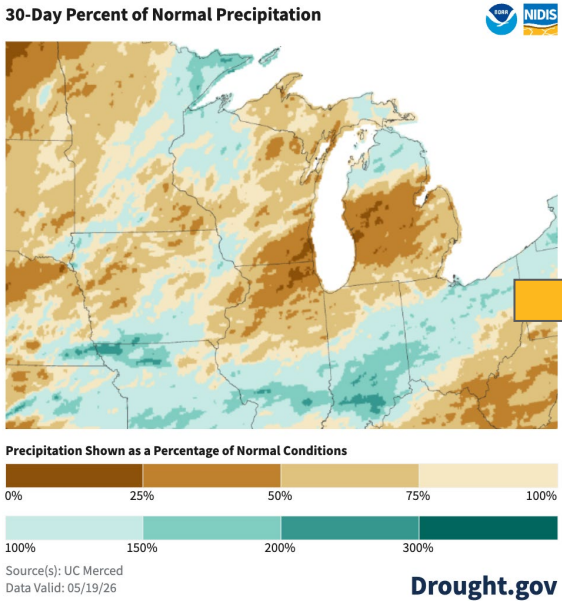 30-Day Percent of Normal Precipitation
NOAA
NIDIS
Precipitation Shown as a Percentage of Normal Conditions
0% 25% 50% 75% 100%
100% 150% 200% 300%
Source(s): UC Merced
Data Valid: 05/19/26
Drought.gov